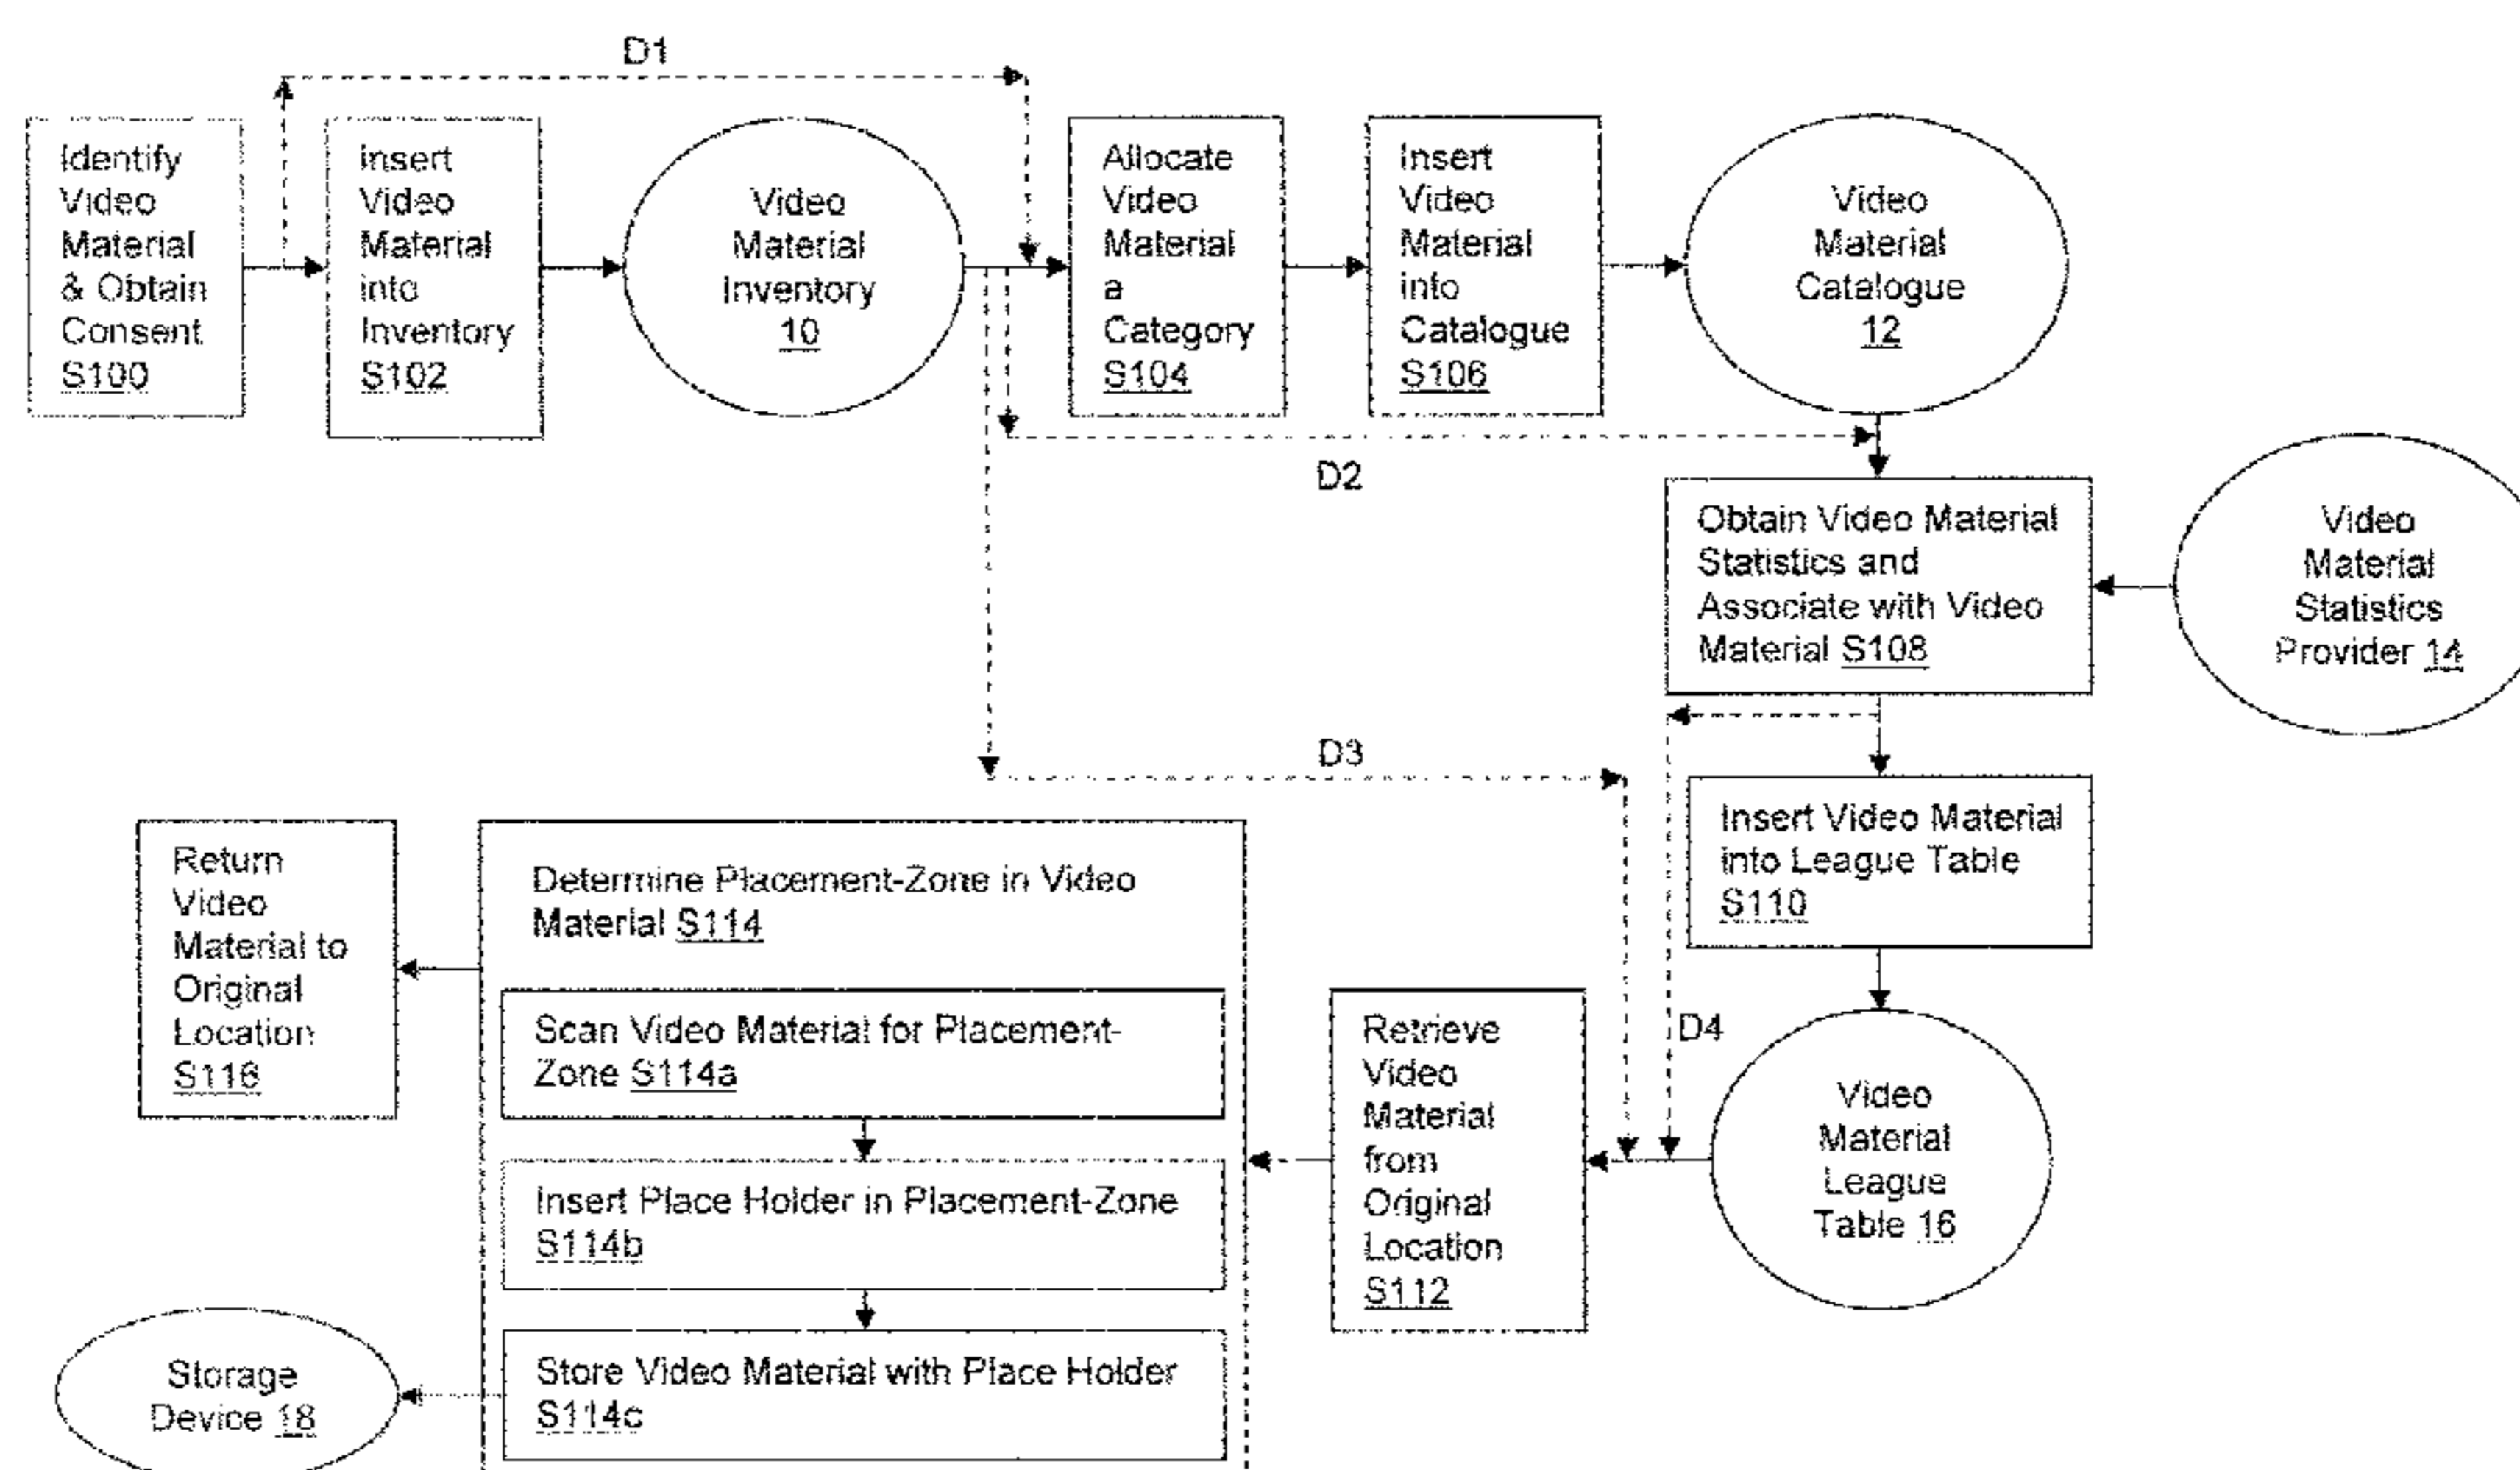 D1
Identify
Video
Material
& Obtain
Consent
S100
Insert
Video
Material
into
Inventory
S102
Video
Material
Inventory
10
Allocate
Video
Material
a
Category
S104
Insert
Video
Material
into
Catalogue
S106
Video
Material
Catalogue
12
D2
Obtain Video Material
Statistics and
Associate with Video
Material S108
Video
Material
Statistics
Provider 14
D3
Insert Video Material
into League Table
S110
D4
Video
Material
League
Table 16
Retrieve
Video
Material
from
Original
Location
S112
Determine Placement-Zone in Video
Material S114
Scan Video Material for Placement-
Zone S114a
Insert Place Holder in Placement-Zone
S114b
Store Video Material with Place Holder
S114c
Return
Video
Material to
Original
Location
S116
Storage
Device 18